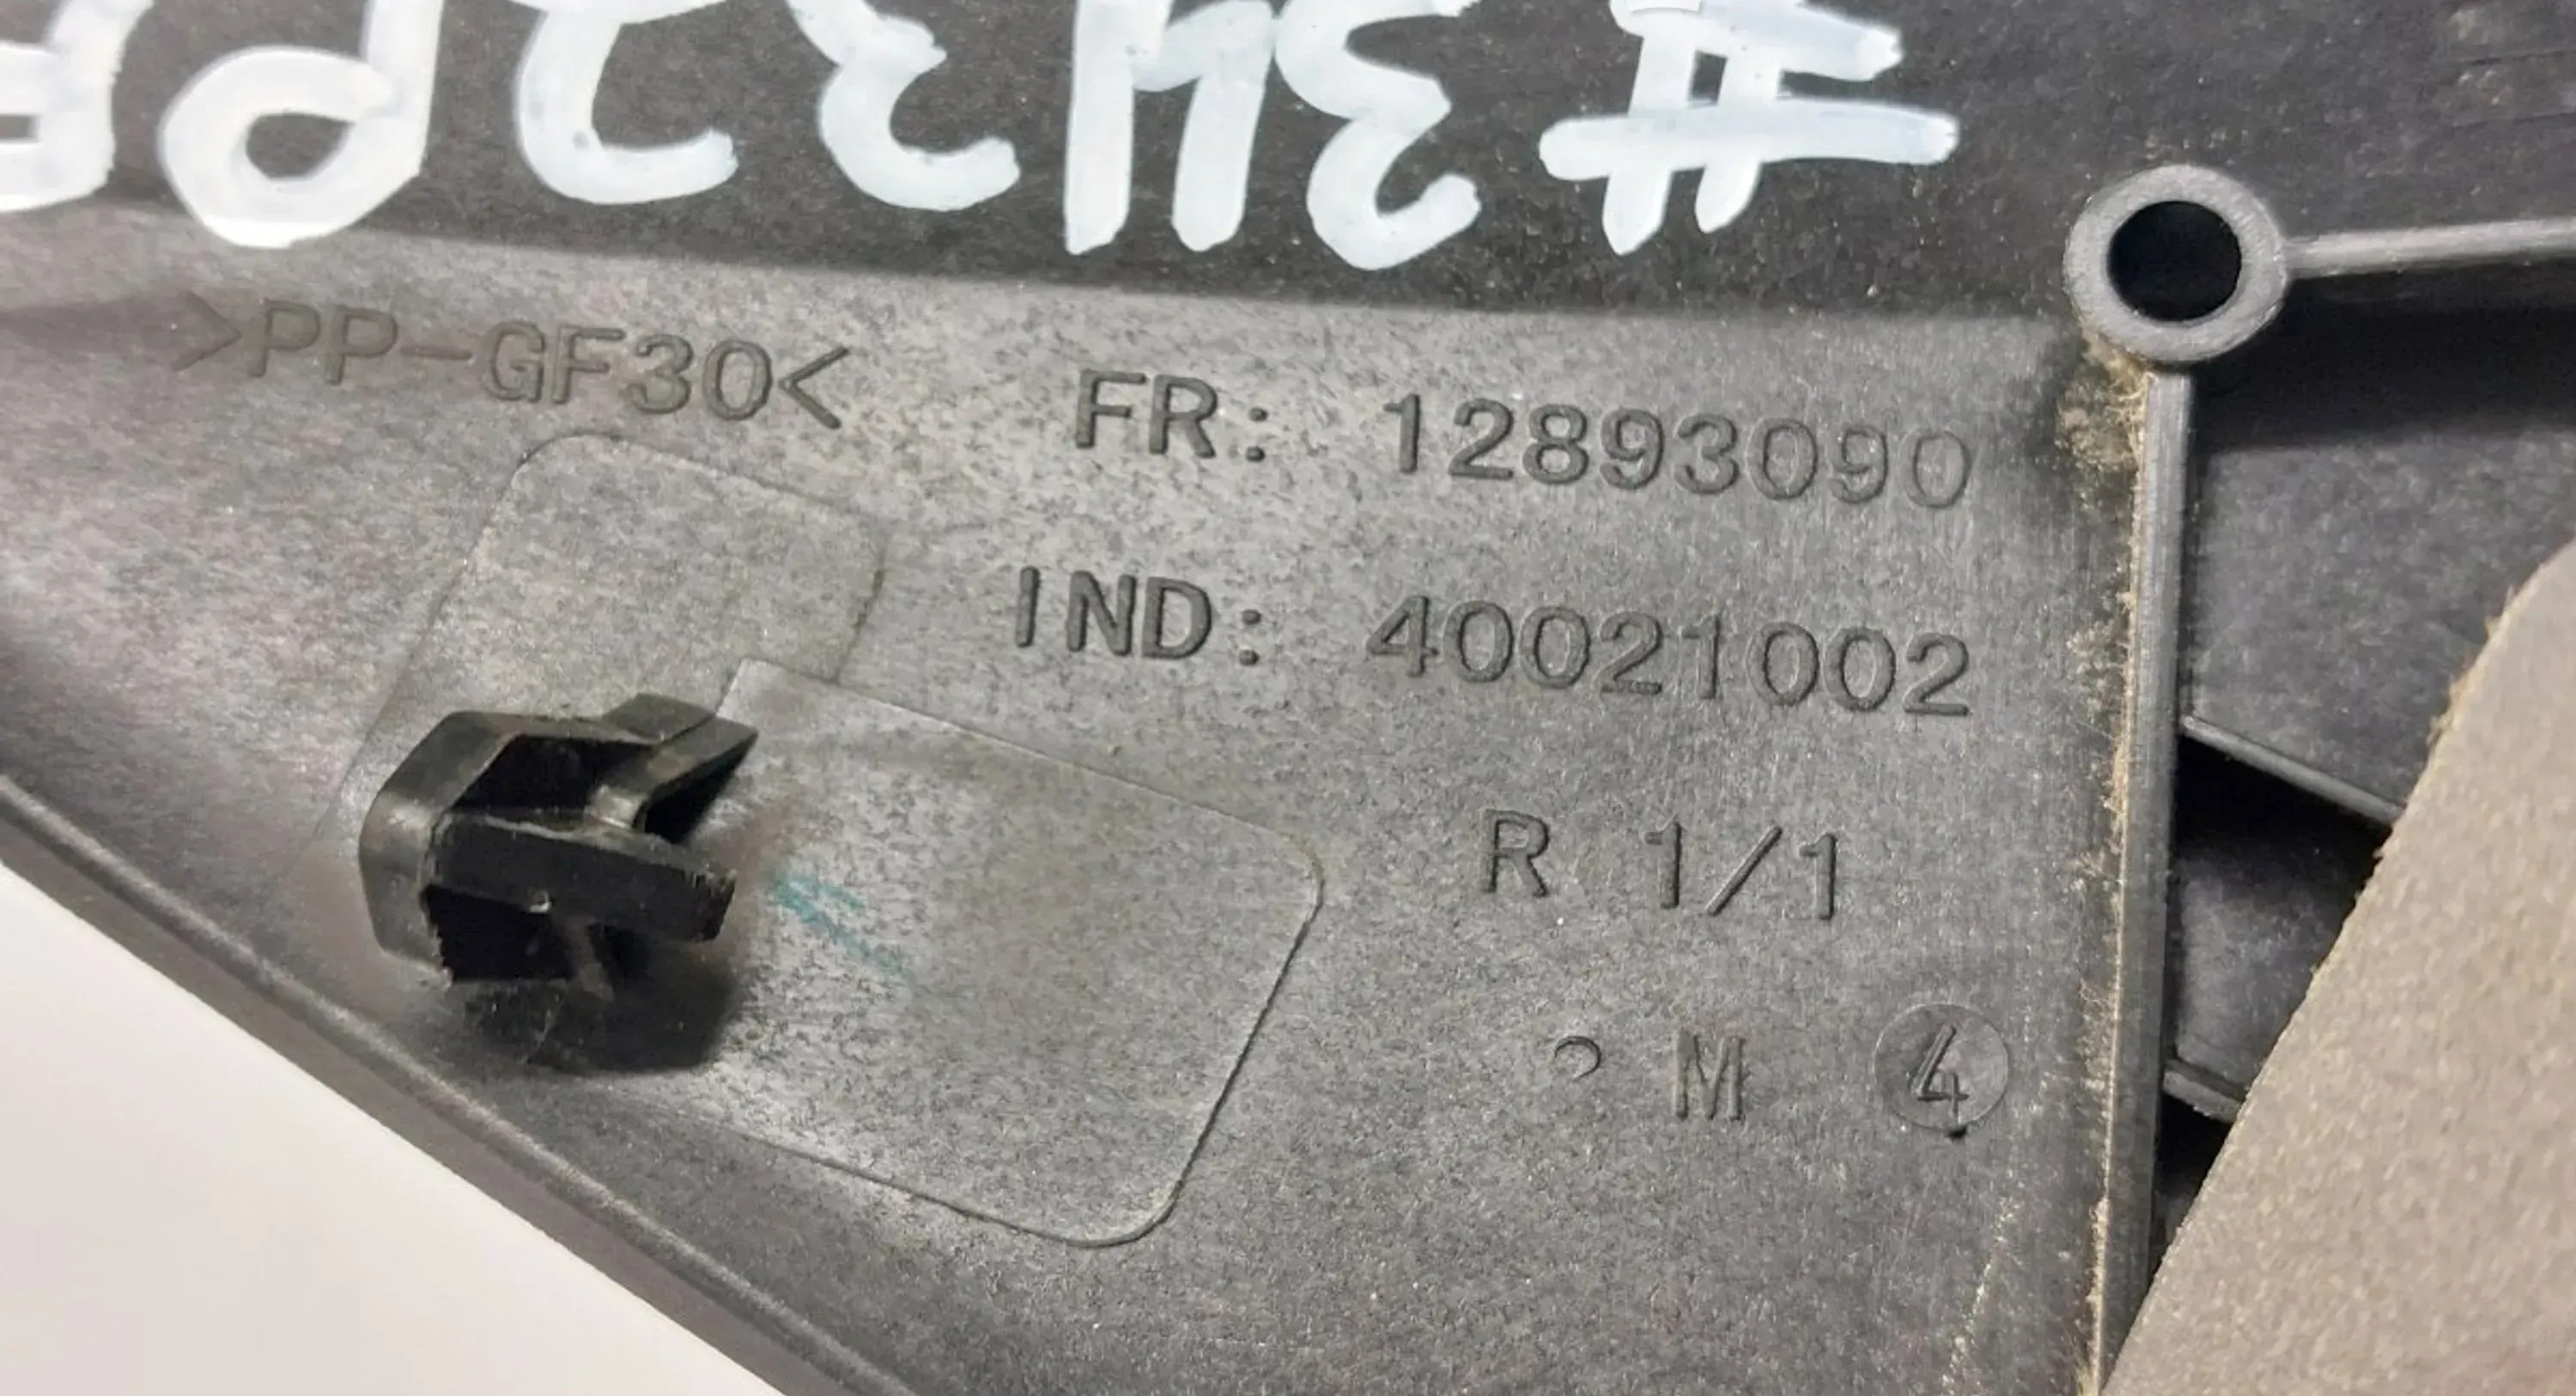 >PP-GF30<
FR: 12893090
IND: 40021002
R 1/1
M 4